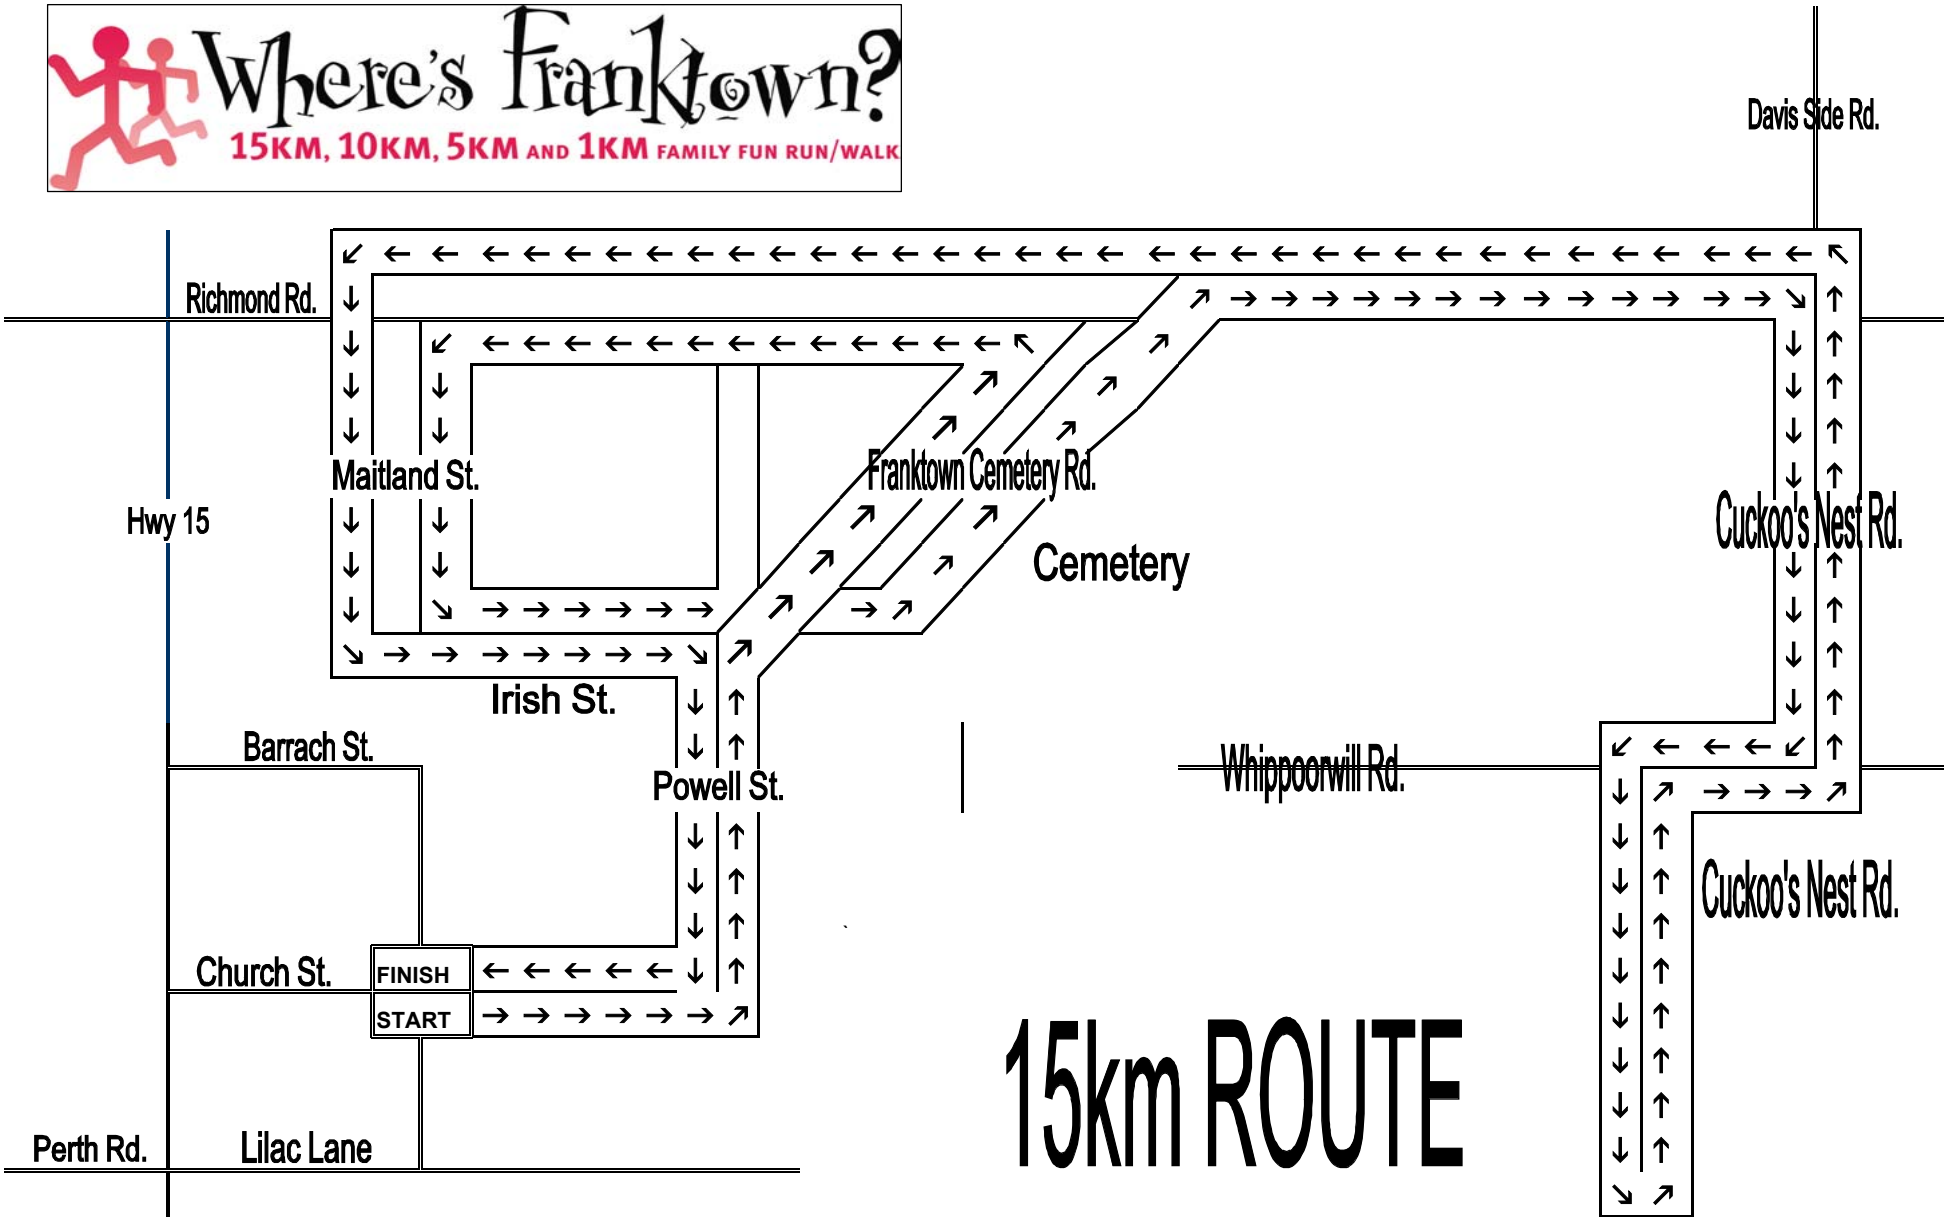 Where's Franktown?
15KM, 10KM, 5KM AND 1KM FAMILY FUN RUN/WALK
Davis Side Rd.
Richmond Rd.
Maitland St.
Franktown Cemetery Rd.
Hwy 15
Cuckoo's Nest Rd.
Cemetery
Irish St.
Barrach St.
Whippoorwill Rd.
Powell St.
Cuckoo's Nest Rd.
Church St.
FINISH
START
15km ROUTE
Perth Rd.
Lilac Lane